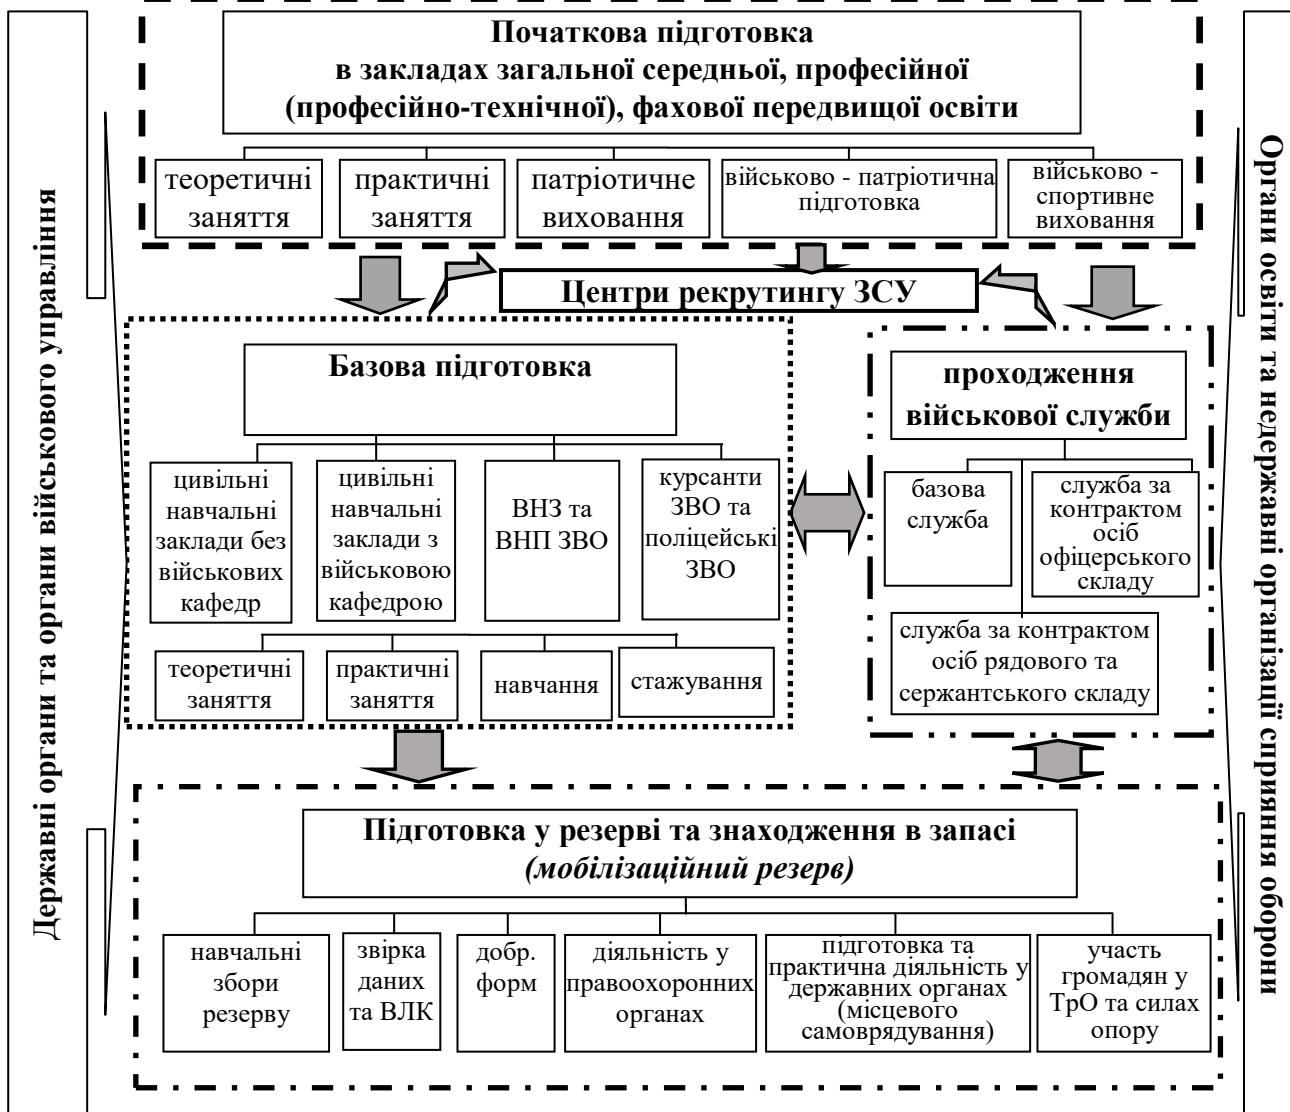 Державні органи та органи військового управління
Початкова підготовка
в закладах загальної середньої, професійної
(професійно-технічної), фахової передвищої освіти
теоретичні
заняття
практичні
заняття
патріотичне
виховання
військово - патріотична
підготовка
військово -
спортивне
виховання
Центри рекрутингу ЗСУ
Базова підготовка
цивільні
навчальні
заклади без
військових
кафедр
цивільні
навчальні
заклади з
військовою
кафедрою
ВНЗ та
ВНП ЗВО
курсанти
ЗВО та
поліцейські
ЗВО
теоретичні
заняття
практичні
заняття
навчання
стажування
проходження
військової служби
базова
служба
служба за
контрактом
осіб
офіцерського
складу
служба за контрактом
осіб рядового та
сержантського складу
Підготовка у резерві та знаходження в запасі
(мобілізаційний резерв)
навчальні
збори
резерву
звірка
даних
та ВЛК
добр.
форм
діяльність у
правоохоронних
органах
підготовка та
практична діяльність у
державних органах
(місцевого
самоврядування)
участь
громадян у
ТрО та силах
опору
Органи освіти та недержавні організації сприяння обороні